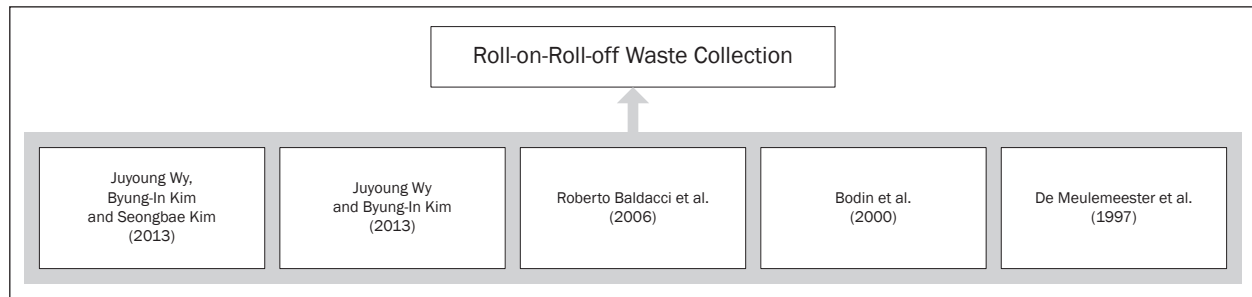 Roll-on-Roll-off Waste Collection
Juyoung Wy,
Byung-In Kim
and Seongbae Kim
(2013)
Juyoung Wy
and Byung-In Kim
(2013)
Roberto Baldacci et al.
(2006)
Bodin et al.
(2000)
De Meulemeester et al.
(1997)